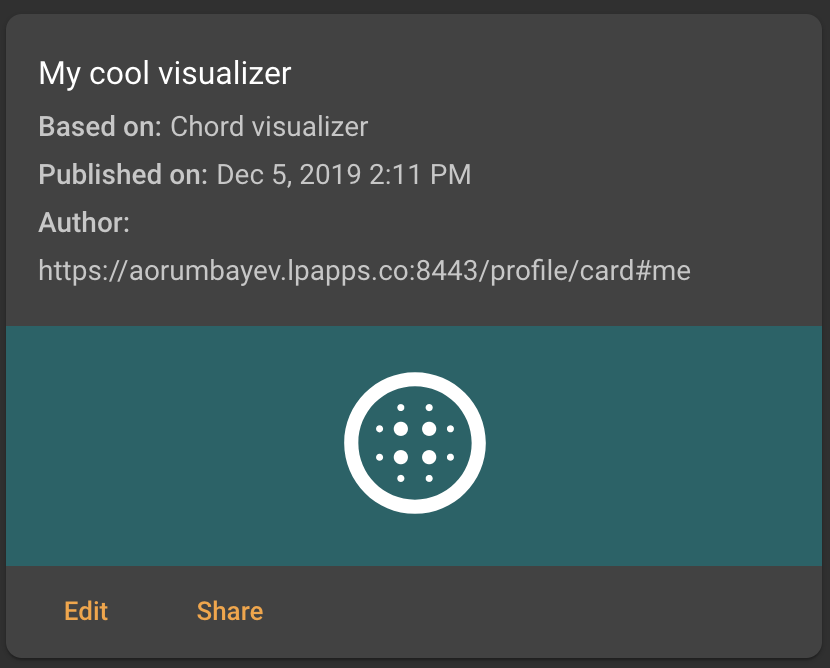 My cool visualizer
Based on: Chord visualizer
Published on: Dec 5, 2019 2:11 PM
Author:
https://aorumbayev.lpapps.co:8443/profile/card#me
Edit Share